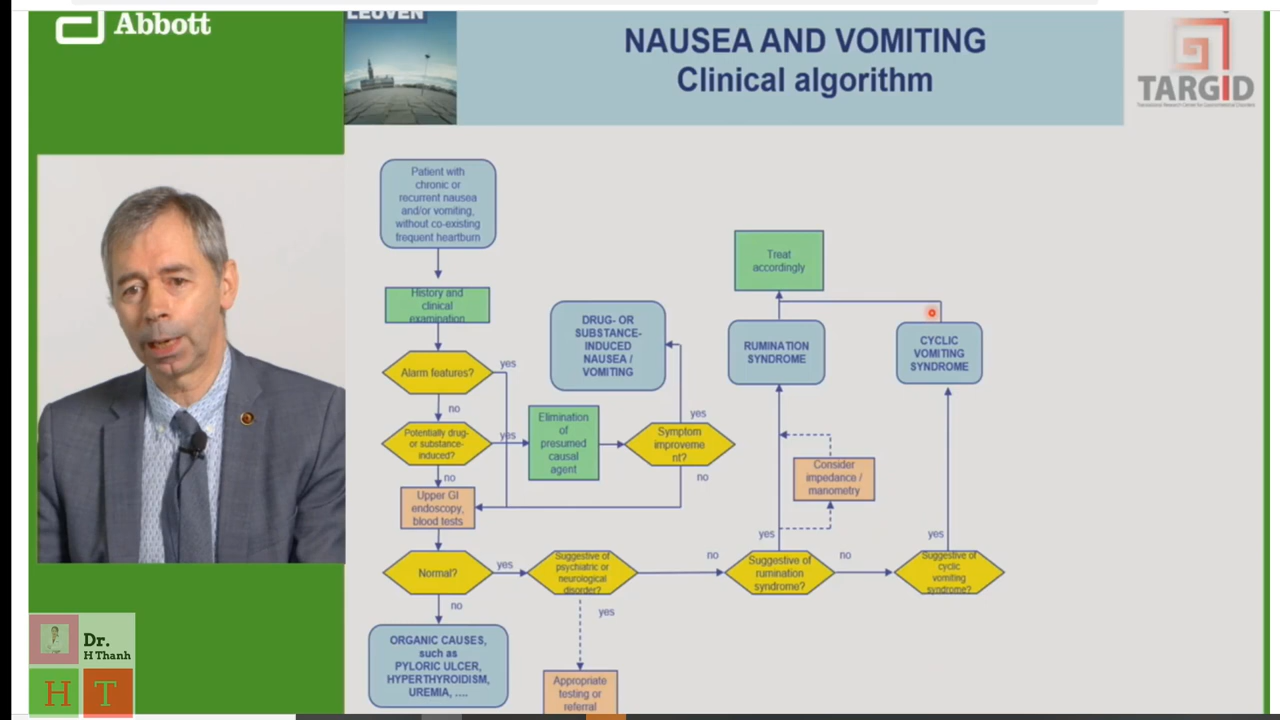 LEUVEN
Abbott
NAUSEA AND VOMITING
Clinical algorithm
TARGID
Patient with
chronic or
recurrent nausea
and/or vomiting,
without co-existing
frequent heartburn
History and
clinical
examination
Alarm features?
yes
no
Potentially drug-
or substance-
induced?
yes
no
Elimination
of
presumed
causal
agent
Symptom
improveme
nt?
yes
no
DRUG- OR
SUBSTANCE-
INDUCED
NAUSEA /
VOMITING
Upper GI
endoscopy,
blood tests
Normal?
yes
no
ORGANIC CAUSES,
such as
PYLORIC ULCER,
HYPERTHYROIDISM,
UREMIA, ....
Suggestive of
psychiatric or
neurological
disorder?
no
yes
Appropriate
testing or
referral
Suggestive of
rumination
syndrome?
yes
no
Consider
impedance /
manometry
RUMINATION
SYNDROME
Treat
accordingly
Suggestive of
cyclic
vomiting
syndrome?
yes
CYCLIC
VOMITING
SYNDROME
Dr.
H Thanh
H T